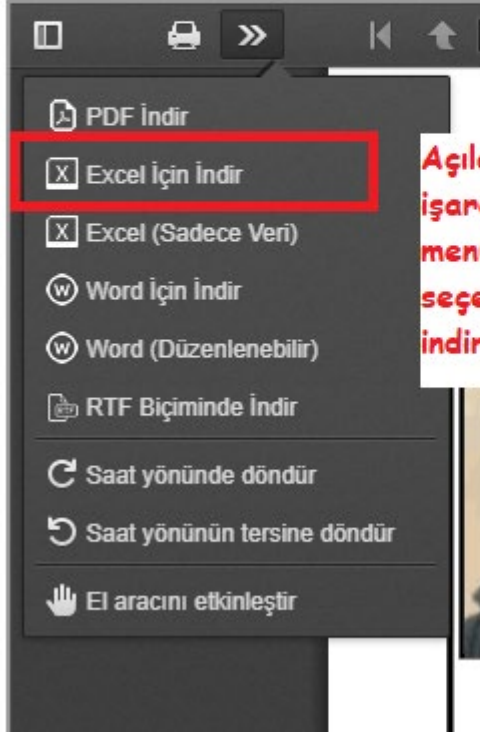 PDF İndir
Excel İçin İndir
Excel (Sadece Veri)
Word İçin İndir
Word (Düzenlenebilir)
RTF Biçiminde İndir
Saat yönünde döndür
Saat yönünün tersine döndür
El aracını etkinleştir